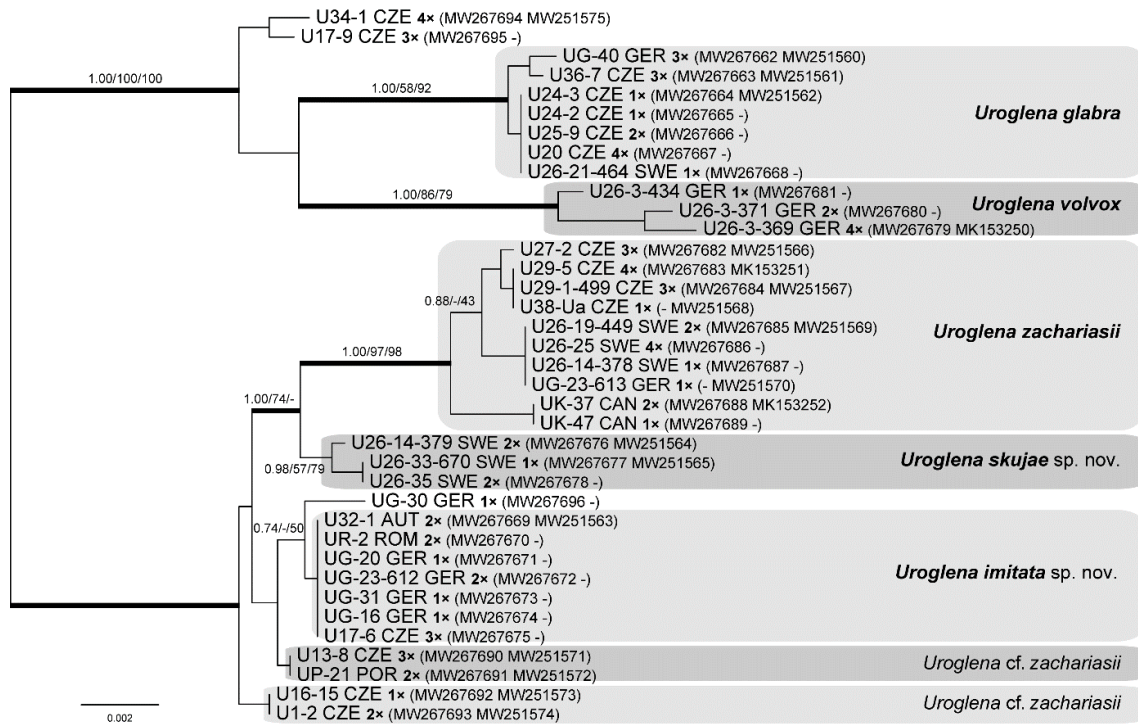 U34-1 CZE 4× (MW267694 MW251575)
U17-9 CZE 3× (MW267695 -)
1.00/100/100
UG-40 GER 3× (MW267662 MW251560)
U36-7 CZE 3× (MW267663 MW251561)
1.00/58/92
U24-3 CZE 1× (MW267664 MW251562)
U24-2 CZE 1× (MW267665 -)
Uroglena glabra
U25-9 CZE 2× (MW267666 -)
U20 CZE 4× (MW267667 -)
U26-21-464 SWE 1× (MW267668 -)
1.00/86/79
U26-3-434 GER 1× (MW267681 -)
Uroglena volvox
U26-3-371 GER 2× (MW267680 -)
U26-3-369 GER 4× (MW267679 MK153250)
U27-2 CZE 3× (MW267682 MW251566)
U29-5 CZE 4× (MW267683 MK153251)
U29-1-499 CZE 3× (MW267684 MW251567)
0.88/-/43
U38-Ua CZE 1× (- MW251568)
U26-19-449 SWE 2× (MW267685 MW251569)
Uroglena zachariasii
U26-25 SWE 4× (MW267686 -)
1.00/97/98
U26-14-378 SWE 1× (MW267687 -)
UG-23-613 GER 1× (- MW251570)
1.00/74/-
UK-37 CAN 2× (MW267688 MK153252)
UK-47 CAN 1× (MW267689 -)
U26-14-379 SWE 2× (MW267676 MW251564)
0.98/57/79
U26-33-670 SWE 1× (MW267677 MW251565)
Uroglena skujae sp. nov.
U26-35 SWE 2× (MW267678 -)
UG-30 GER 1× (MW267696 -)
0.74/-/50
U32-1 AUT 2× (MW267669 MW251563)
UR-2 ROM 2× (MW267670 -)
UG-20 GER 1× (MW267671 -)
UG-23-612 GER 2× (MW267672 -)
Uroglena imitata sp. nov.
UG-31 GER 1× (MW267673 -)
UG-16 GER 1× (MW267674 -)
U17-6 CZE 3× (MW267675 -)
U13-8 CZE 3× (MW267690 MW251571)
Uroglena cf. zachariasii
UP-21 POR 2× (MW267691 MW251572)
U16-15 CZE 1× (MW267692 MW251573)
Uroglena cf. zachariasii
U1-2 CZE 2× (MW267693 MW251574)
0.002